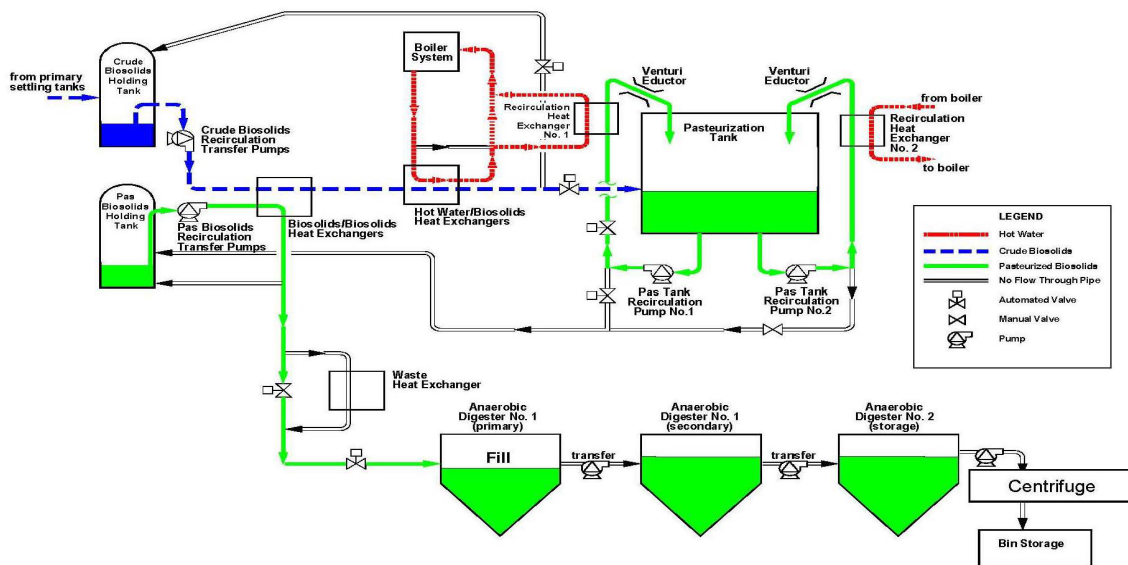 Crude
Biosolids
Holding
Tank
from primary
settling tanks
Crude Biosolids
Recirculation
Transfer Pumps
Boiler
System
Venturi
Eductor
Venturi
Eductor
Recirculation
Heat
Exchanger
No. 1
Pasteurization
Tank
from boiler
Recirculation
Heat
Exchanger
No. 2
to boiler
Pas
Biosolids
Holding
Tank
Pas Biosolids
Recirculation
Transfer Pumps
Biosolids/Biosolids
Heat Exchangers
Hot Water/Biosolids
Heat Exchangers
Pas Tank
Recirculation
Pump No.1
Pas Tank
Recirculation
Pump No.2
LEGEND
Hot Water
Crude Biosolids
Pasteurized Biosolids
No Flow Through Pipe
Automated Valve
Manual Valve
Pump
Waste
Heat Exchanger
Anaerobic
Digester No. 1
(primary)
Fill
transfer
Anaerobic
Digester No. 1
(secondary)
transfer
Anaerobic
Digester No. 2
(storage)
Centrifuge
Bin Storage